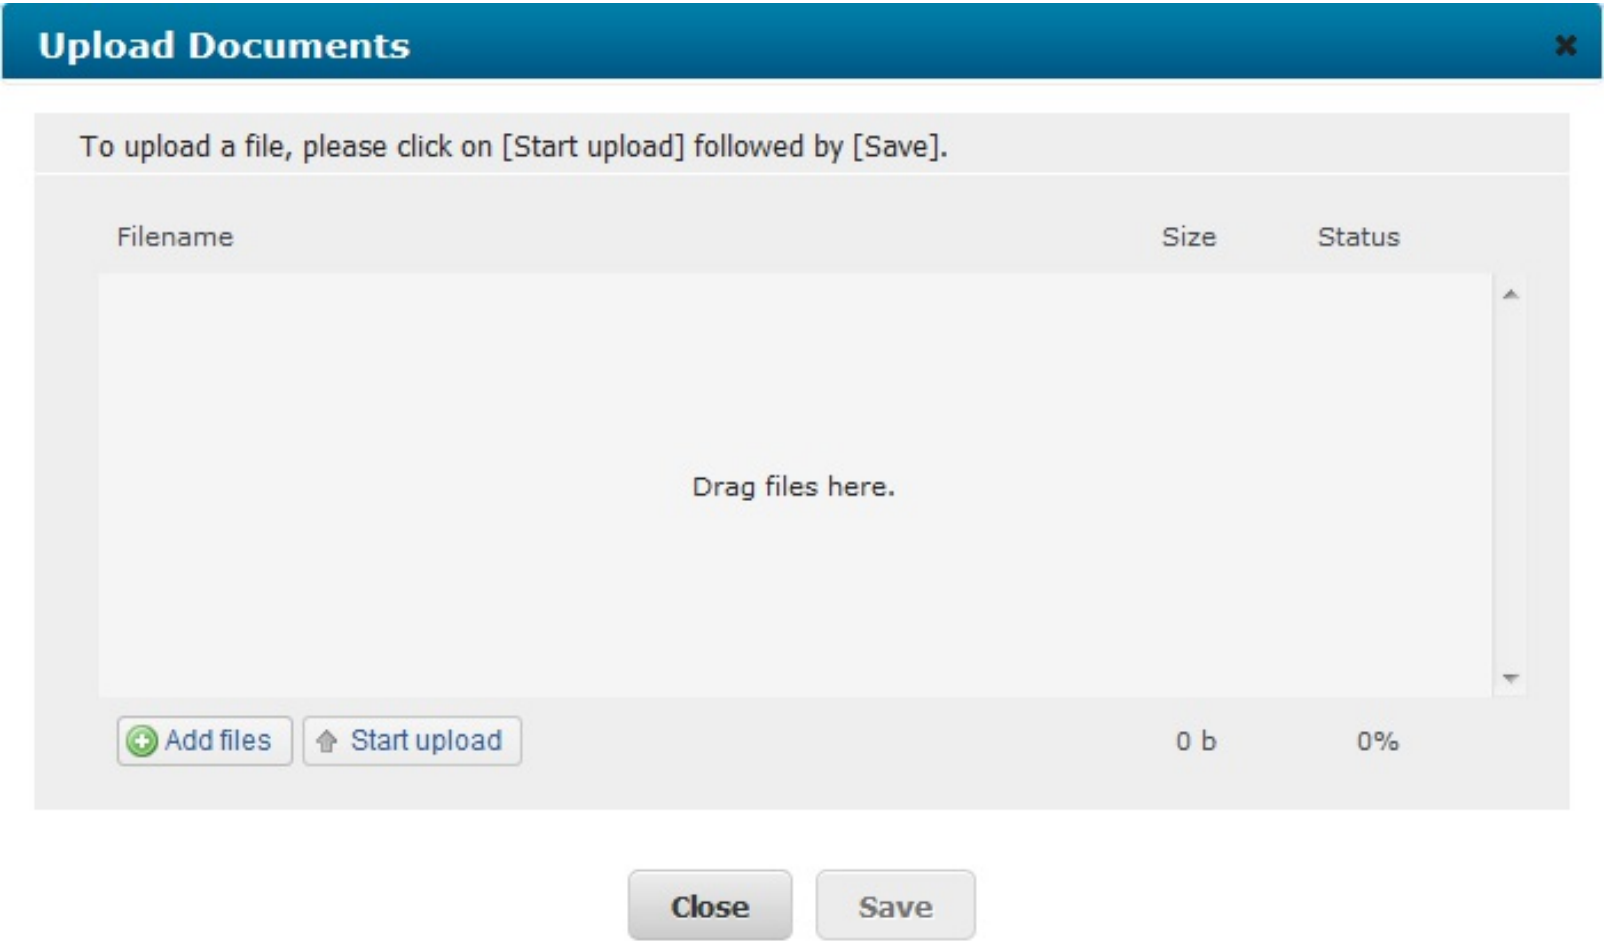 Upload Documents
To upload a file, please click on [Start upload] followed by [Save].
Filename Size Status
Drag files here.
Add files Start upload 0 b 0%
Close Save